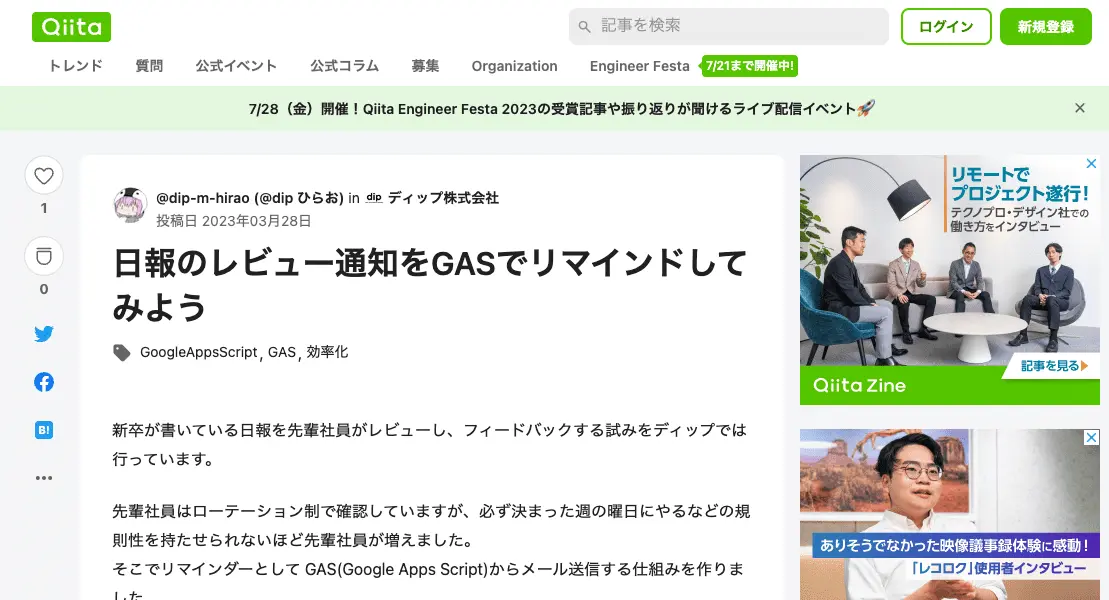 Qiita
記事を検索
ログイン
新規登録
トレンド
質問
公式イベント
公式コラム
募集
Organization
Engineer Festa
7/21まで開催中!
7/28（金）開催！Qiita Engineer Festa 2023の受賞記事や振り返りが聞けるライブ配信イベント🚀
1
0
B!
@dip-m-hirao (@dip ひらお) in dip ディップ株式会社
投稿日 2023年03月28日
日報のレビュー通知をGASでリマインドして
みよう
GoogleAppsScript, GAS, 効率化
新卒が書いている日報を先輩社員がレビューし、フィードバックする試みをディップでは
行っています。
先輩社員はローテーション制で確認していますが、必ず決まった週の曜日にやるなどの規
則性を持たせられないほど先輩社員が増えました。
そこでリマインダーとして GAS(Google Apps Script)からメール送信する仕組みを作りま
した
リモートで
プロジェクト遂行!
テクノプロ・デザイン社での
働き方をインタビュー
記事を見る
Qiita Zine
ありそうでなかった映像議事録体験に感動！
「レコロク」使用者インタビュー